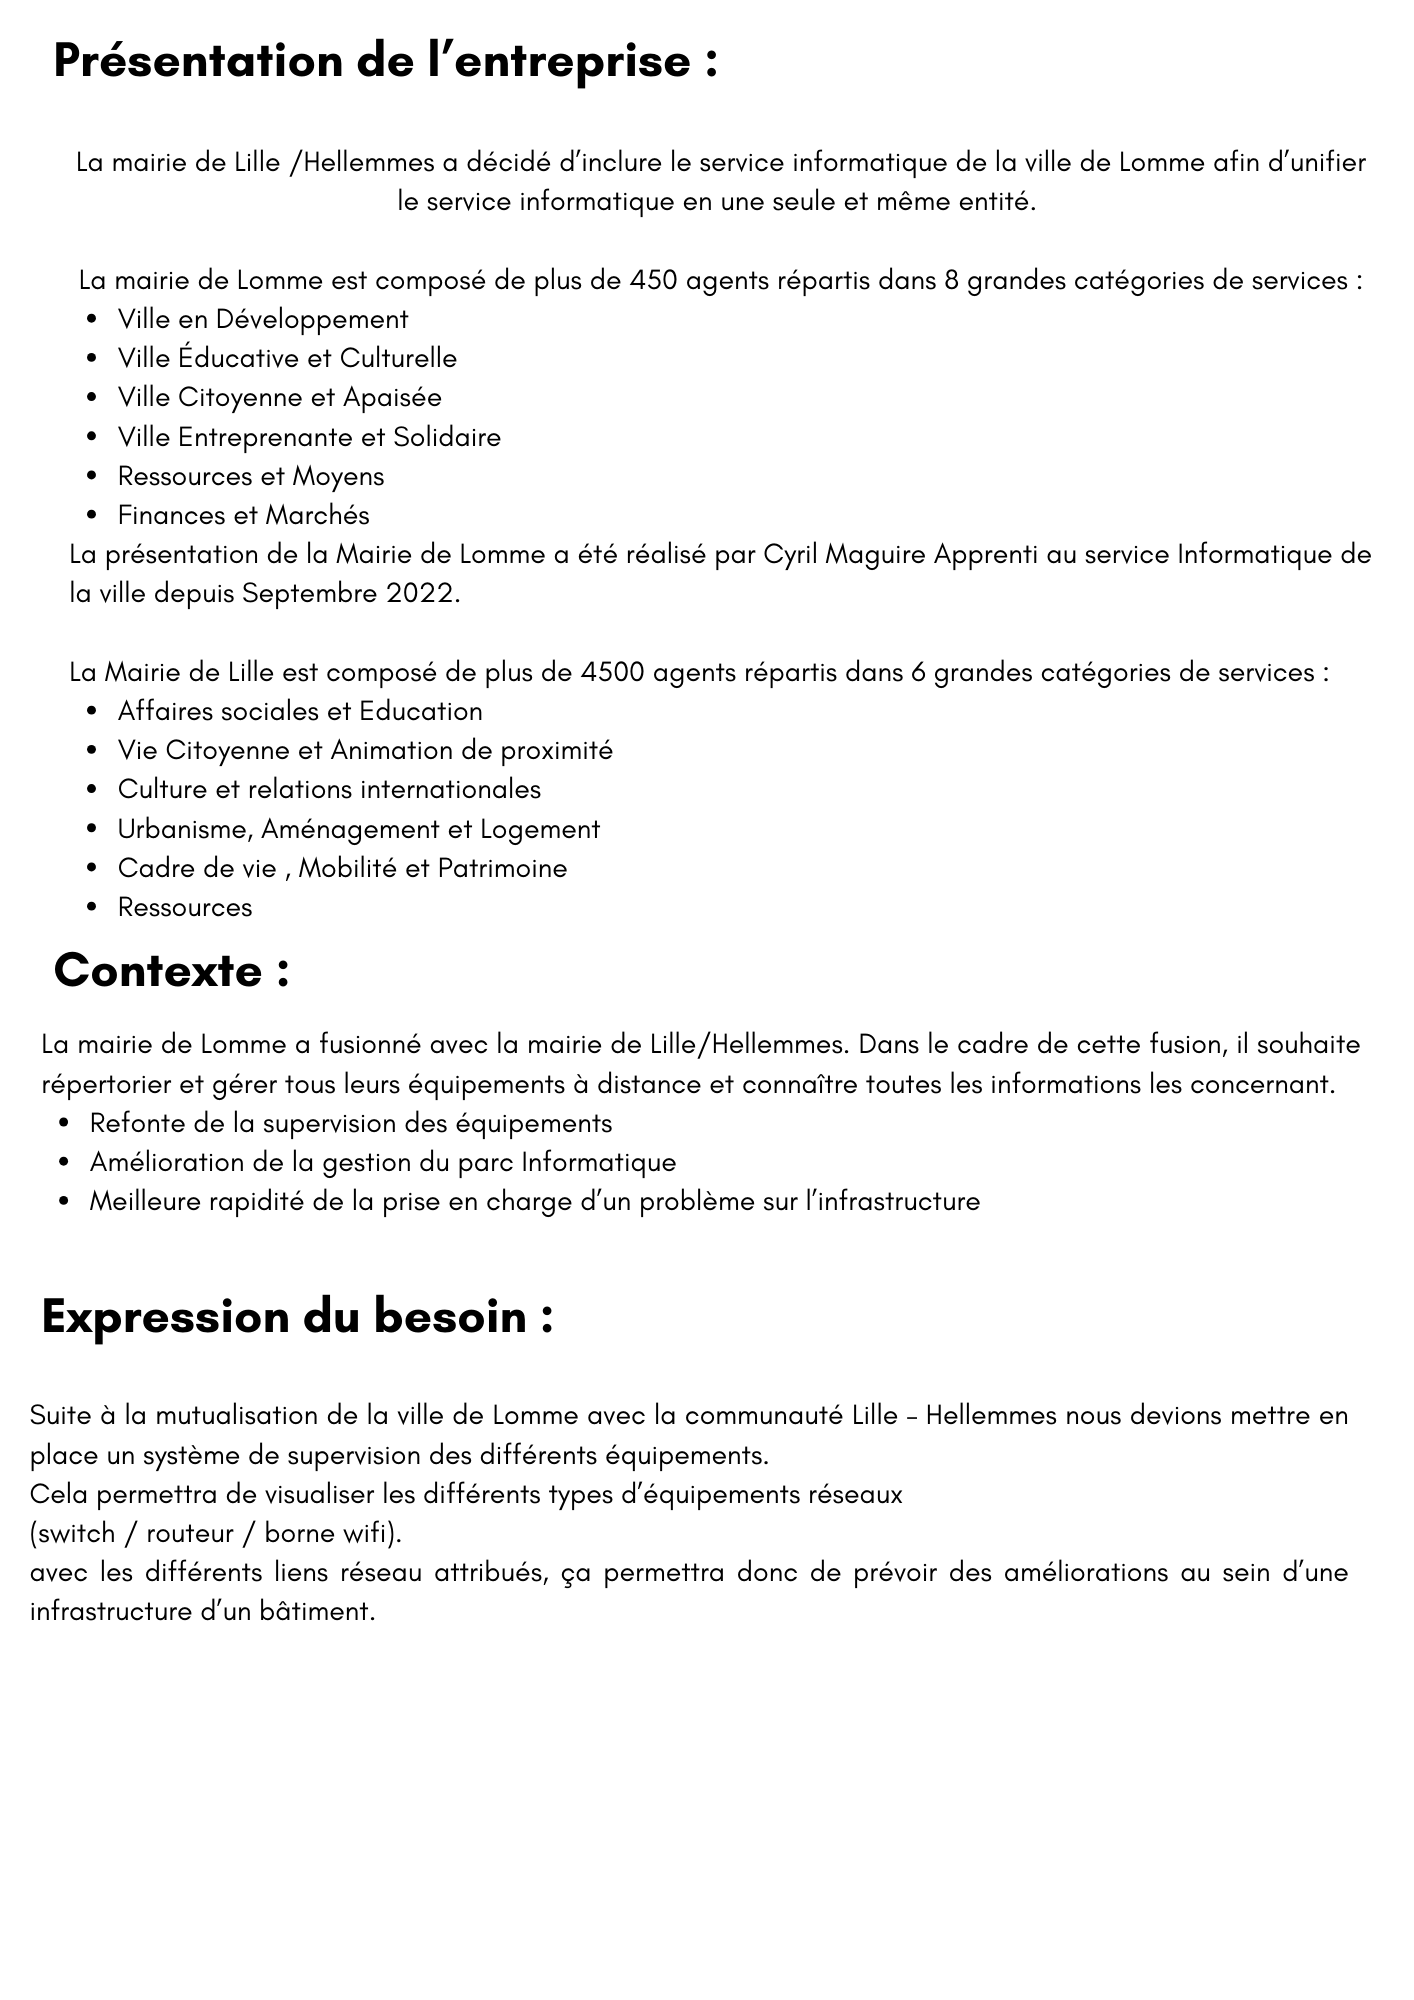 Présentation de l’entreprise :
La mairie de Lille /Hellemmes a décidé d’inclure le service informatique de la ville de Lomme afin d’unifier
le service informatique en une seule et même entité.
La mairie de Lomme est composé de plus de 450 agents répartis dans 8 grandes catégories de services :
• Ville en Développement
• Ville Éducative et Culturelle
• Ville Citoyenne et Apaisée
• Ville Entreprenante et Solidaire
• Ressources et Moyens
• Finances et Marchés
La présentation de la Mairie de Lomme a été réalisé par Cyril Maguire Apprenti au service Informatique de
la ville depuis Septembre 2022.
La Mairie de Lille est composé de plus de 4500 agents répartis dans 6 grandes catégories de services :
• Affaires sociales et Education
• Vie Citoyenne et Animation de proximité
• Culture et relations internationales
• Urbanisme, Aménagement et Logement
• Cadre de vie , Mobilité et Patrimoine
• Ressources
Contexte :
La mairie de Lomme a fusionné avec la mairie de Lille/Hellemmes. Dans le cadre de cette fusion, il souhaite
répertorier et gérer tous leurs équipements à distance et connaître toutes les informations les concernant.
• Refonte de la supervision des équipements
• Amélioration de la gestion du parc Informatique
• Meilleure rapidité de la prise en charge d’un problème sur l’infrastructure
Expression du besoin :
Suite à la mutualisation de la ville de Lomme avec la communauté Lille – Hellemmes nous devions mettre en
place un système de supervision des différents équipements.
Cela permettra de visualiser les différents types d’équipements réseaux
(switch / routeur / borne wifi).
avec les différents liens réseau attribués, ça permettra donc de prévoir des améliorations au sein d’une
infrastructure d’un bâtiment.